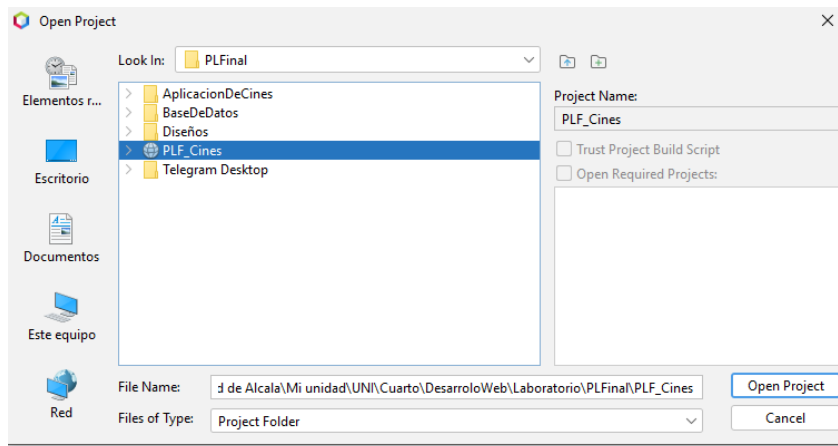 Open Project
Look In: PLFinal
Elementos r...
Escritorio
Documentos
Este equipo
Red
AplicacionDeCines
BaseDeDatos
Diseños
PLF_Cines
Telegram Desktop
Project Name:
PLF_Cines
Trust Project Build Script
Open Required Projects:
File Name: d de Alcala\Mi unidad\UNI\Cuarto\DesarroloWeb\Laboratorio\PLFinal\PLF_Cines
Files of Type: Project Folder
Open Project
Cancel